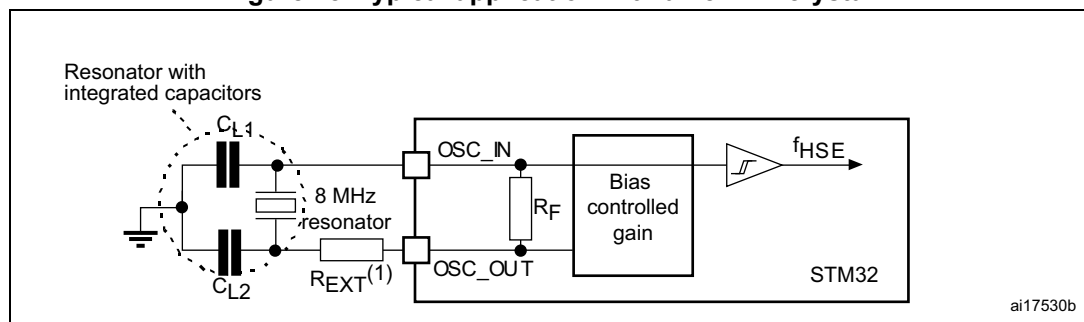 Resonator with
integrated capacitors
CL1
8 MHz
resonator
CL2
REXT(1)
OSC_IN
RF
OSC_OUT
Bias
controlled
gain
fHSE
STM32
ai17530b